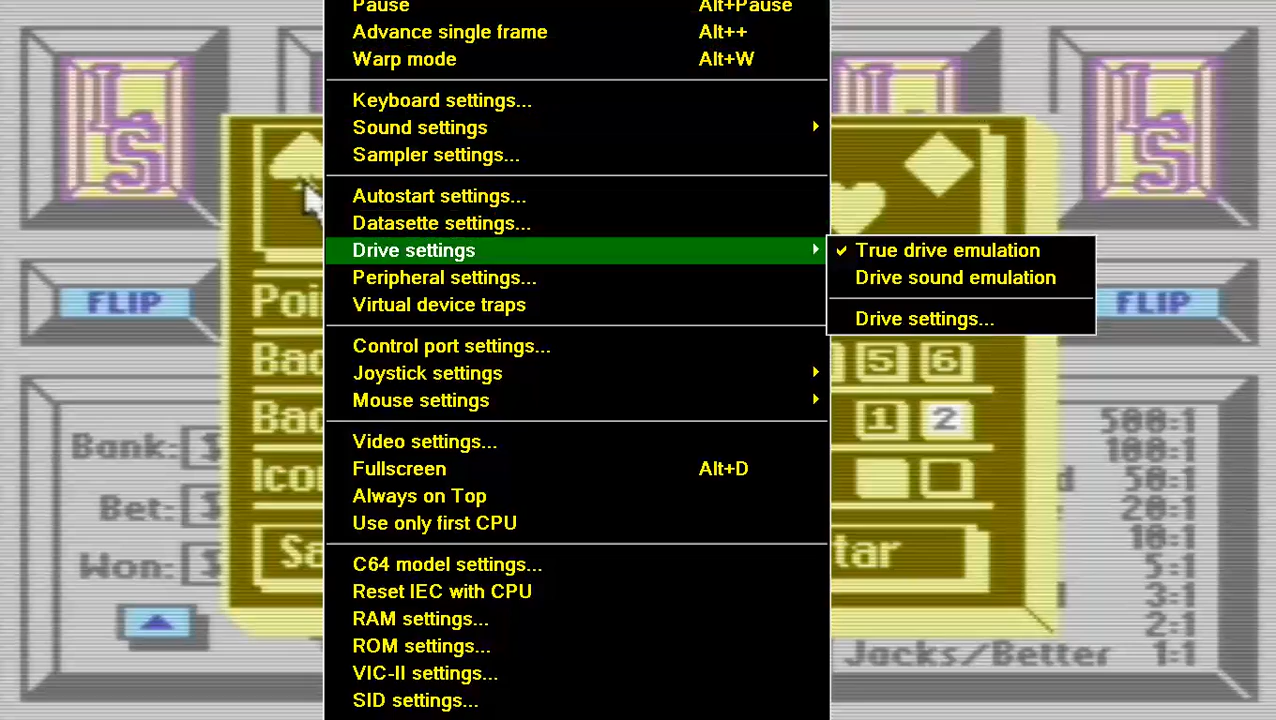 Pause Alt+Pause
Advance single frame Alt++
Warp mode Alt+W
Keyboard settings...
Sound settings
Sampler settings...
Autostart settings...
Datasette settings...
Drive settings
True drive emulation
Drive sound emulation
Drive settings...
Peripheral settings...
Virtual device traps
Control port settings...
Joystick settings
Mouse settings
Video settings...
Fullscreen Alt+D
Always on Top
Use only first CPU
C64 model settings...
Reset IEC with CPU
RAM settings...
ROM settings...
VIC-II settings...
SID settings...
LS
LS
FLIP
FLIP
5 6
1 2
Bank:
Bet:
Won:
500:1
100:1
50:1
20:1
10:1
5:1
3:1
2:1
Jacks/Better 1:1